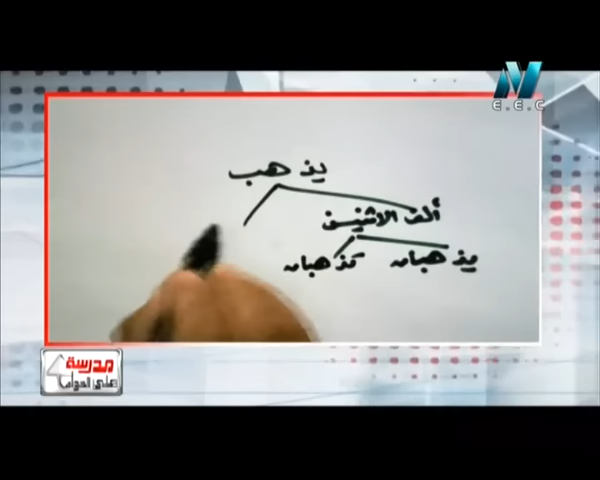 E.E.C
يذهب
ألف الاثنين
يذهبان تذهبان
مدرسة
على الهواء